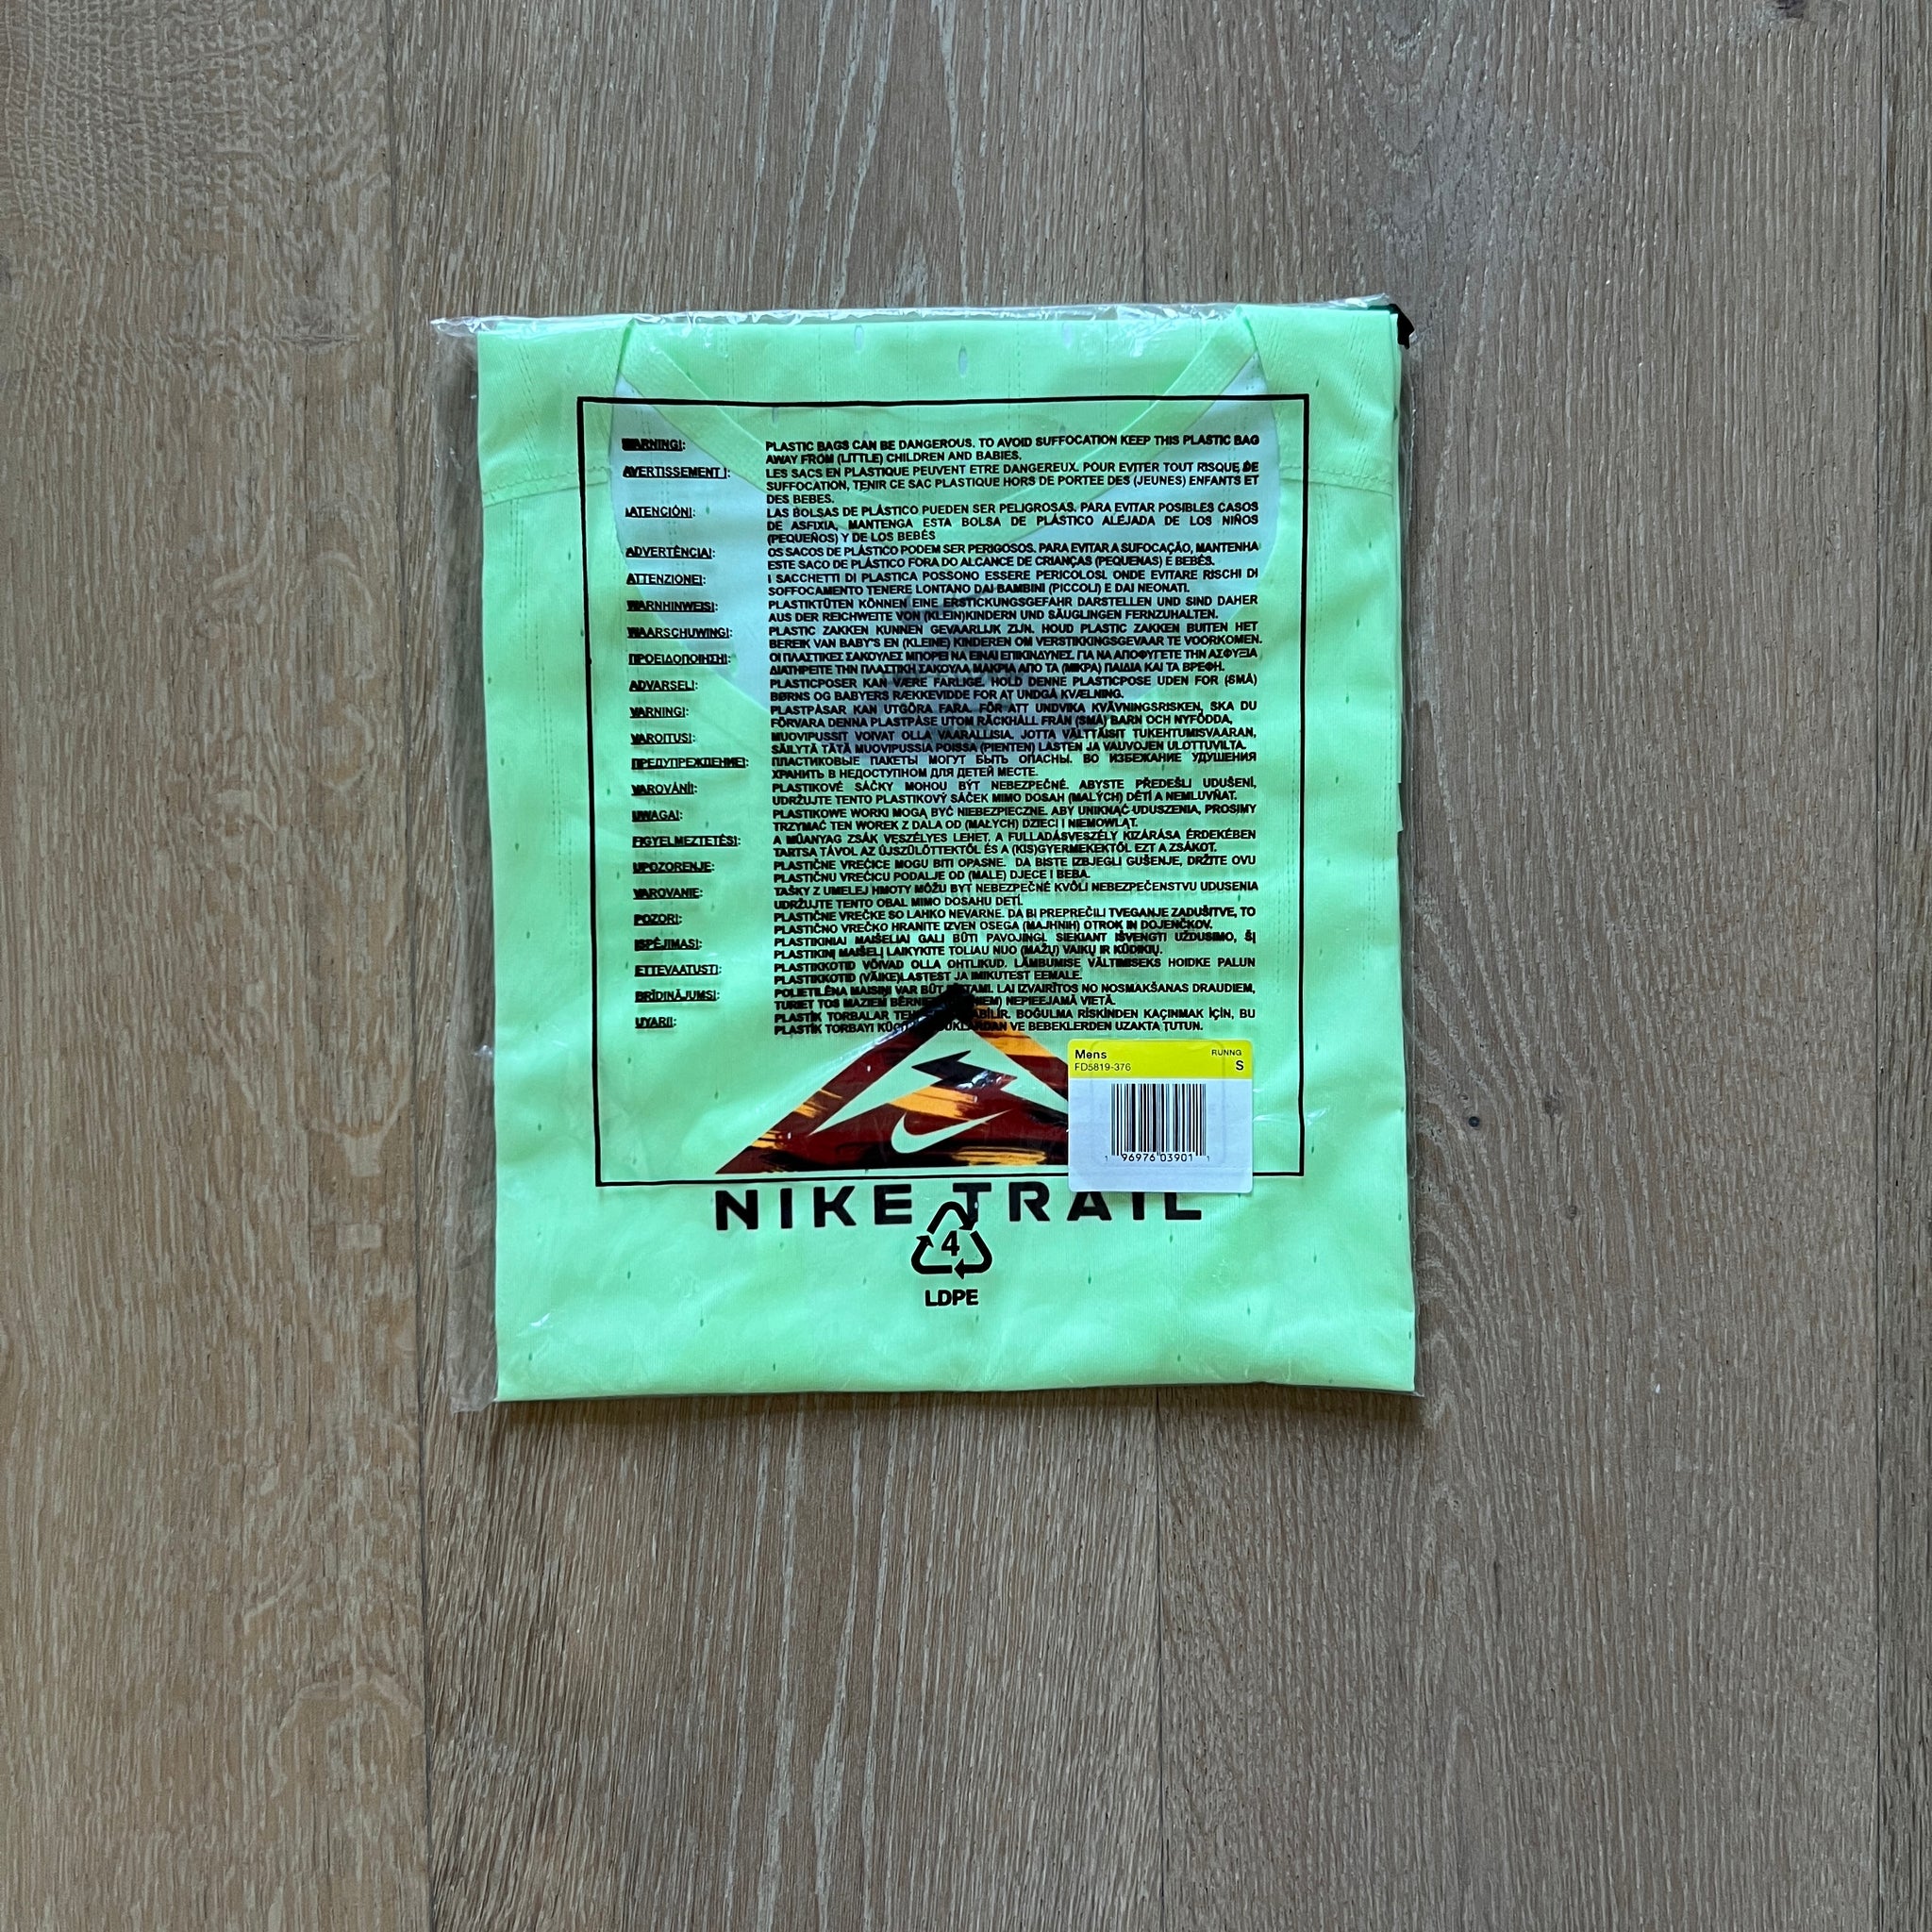 WARNING!: PLASTIC BAGS CAN BE DANGEROUS. TO AVOID SUFFOCATION KEEP THIS PLASTIC BAG
AWAY FROM (LITTLE) CHILDREN AND BABIES.
AVERTISSEMENT !: LES SACS EN PLASTIQUE PEUVENT ETRE DANGEREUX. POUR EVITER TOUT RISQUE DE
SUFFOCATION, TENIR CE SAC PLASTIQUE HORS DE PORTEE DES (JEUNES) ENFANTS ET
DES BEBES.
¡ATENCIÓN!: LAS BOLSAS DE PLÁSTICO PUEDEN SER PELIGROSAS. PARA EVITAR POSIBLES CASOS
DE ASFIXIA, MANTENGA ESTA BOLSA DE PLÁSTICO ALEJADA DE LOS NIÑOS
(PEQUEÑOS) Y DE LOS BEBÉS
ADVERTÊNCIA!: OS SACOS DE PLÁSTICO PODEM SER PERIGOSOS. PARA EVITAR A SUFOCAÇÃO, MANTENHA
ESTE SACO DE PLÁSTICO FORA DO ALCANCE DE CRIANÇAS (PEQUENAS) E BEBÉS.
ATTENZIONE!: I SACCHETTI DI PLASTICA POSSONO ESSERE PERICOLOSI. ONDE EVITARE RISCHI DI
SOFFOCAMENTO TENERE LONTANO DAI BAMBINI (PICCOLI) E DAI NEONATI.
WARNHINWEIS!: PLASTIKTÜTEN KÖNNEN EINE ERSTICKUNGSGEFAHR DARSTELLEN UND SIND DAHER
AUS DER REICHWEITE VON (KLEIN)KINDERN UND SÄUGLINGEN FERNZUHALTEN.
WAARSCHUWING!: PLASTIC ZAKKEN KUNNEN GEVAARLIJK ZIJN. HOUD PLASTIC ZAKKEN BUITEN HET
BEREIK VAN BABY'S EN (KLEINE) KINDEREN OM VERSTIKKINGSGEVAAR TE VOORKOMEN.
ΠΡΟΕΙΔΟΠΟΙΗΣΗ!: ΟΙ ΠΛΑΣΤΙΚΕΣ ΣΑΚΟΥΛΕΣ ΜΠΟΡΕΙ ΝΑ ΕΙΝΑΙ ΕΠΙΚΙΝΔΥΝΕΣ. ΓΙΑ ΝΑ ΑΠΟΦΥΓΕΤΕ ΤΗΝ ΑΣΦΥΞΙΑ
ΔΙΑΤΗΡΕΙΤΕ ΤΗΝ ΠΛΑΣΤΙΚΗ ΣΑΚΟΥΛΑ ΜΑΚΡΙΑ ΑΠΟ ΤΑ (ΜΙΚΡΑ) ΠΑΙΔΙΑ ΚΑΙ ΤΑ ΒΡΕΦΗ.
ADVARSEL!: PLASTICPOSER KAN VÆRE FARLIGE. HOLD DENNE PLASTICPOSE UDEN FOR (SMÅ)
BØRNS OG BABYERS RÆKKEVIDDE FOR AT UNDGÅ KVÆLNING.
VARNING!: PLASTPÅSAR KAN UTGÖRA FARA. FÖR ATT UNDVIKA KVÄVNINGSRISKEN, SKA DU
FÖRVARA DENNA PLASTPÅSE UTOM RÄCKHÅLL FRÅN (SMÅ) BARN OCH NYFÖDDA.
VAROITUS!: MUOVIPUSSIT VOIVAT OLLA VAARALLISIA. JOTTA VÄLTTÄISIT TUKEHTUMISVAARAN,
SÄILYTÄ TÄTÄ MUOVIPUSSIA POISSA (PIENTEN) LASTEN JA VAUVOJEN ULOTTUVILTA.
ПРЕДУПРЕЖДЕНИЕ!: ПЛАСТИКОВЫЕ ПАКЕТЫ МОГУТ БЫТЬ ОПАСНЫ. ВО ИЗБЕЖАНИЕ УДУШЕНИЯ
ХРАНИТЬ В НЕДОСТУПНОМ ДЛЯ ДЕТЕЙ МЕСТЕ.
VAROVÁNÍ!: PLASTIKOVÉ SÁČKY MOHOU BÝT NEBEZPEČNÉ. ABYSTE PŘEDEŠLI UDUŠENÍ,
UDRŽUJTE TENTO PLASTIKOVÝ SÁČEK MIMO DOSAH (MALÝCH) DĚTÍ A NEMLUVŇAT.
UWAGA!: PLASTIKOWE WORKI MOGĄ BYĆ NIEBEZPIECZNE. ABY UNIKNĄĆ UDUSZENIA, PROSIMY
TRZYMAĆ TEN WOREK Z DALA OD (MAŁYCH) DZIECI I NIEMOWLĄT.
FIGYELMEZTETÉS!: A MŰANYAG ZSÁK VESZÉLYES LEHET. A FULLADÁSVESZÉLY KIZÁRÁSA ÉRDEKÉBEN
TARTSA TÁVOL AZ ÚJSZÜLÖTTEKTŐL ÉS A (KIS)GYERMEKEKTŐL EZT A ZSÁKOT.
UPOZORENJE: PLASTIČNE VREĆICE MOGU BITI OPASNE. DA BISTE IZBJEGLI GUŠENJE, DRŽITE OVU
PLASTIČNU VREĆICU PODALJE OD (MALE) DJECE I BEBA.
VAROVANIE: TAŠKY Z UMELEJ HMOTY MÔŽU BYT NEBEZPEČNÉ KVÔLI NEBEZPEČENSTVU UDUSENIA
UDRŽUJTE TENTO OBAL MIMO DOSAHU DETÍ.
POZOR!: PLASTIČNE VREČKE SO LAHKO NEVARNE. DA BI PREPREČILI TVEGANJE ZADUŠITVE, TO
PLASTIČNO VREČKO HRANITE IZVEN OSEGA (MAJHNIH) OTROK IN DOJENČKOV.
ĮSPĖJIMAS!: PLASTIKINIAI MAIŠELIAI GALI BŪTI PAVOJINGI. SIEKIANT IŠVENGTI UŽDUSIMO, ŠĮ
PLASTIKINĮ MAIŠELĮ LAIKYKITE TOLIAU NUO (MAŽŲ) VAIKŲ IR KŪDIKIŲ.
ETTEVAATUST!: PLASTIKKOTID VÕIVAD OLLA OHTLIKUD. LÄMBUMISE VÄLTIMISEKS HOIDKE PALUN
PLASTIKKOTID (VÄIKE)LASTEST JA IMIKUTEST EEMALE.
BRĪDINĀJUMS!: POLIETILĒNA MAISIŅI VAR BŪT LAI IZVAIRĪTOS NO NOSMAKŠANAS DRAUDIEM,
TURIET TOS MAZIEM NEPIEEJAMĀ VIETĀ.
UYARI!: PLASTİK TORBALAR BOĞULMA RİSKİNDEN KAÇINMAK İÇİN, BU
PLASTİK TORBAYI VE BEBEKLERDEN UZAKTA TUTUN.
Mens RUNNG
FD5819-376 S
1 96976 03901 1
NIKE TRAIL
4
LDPE